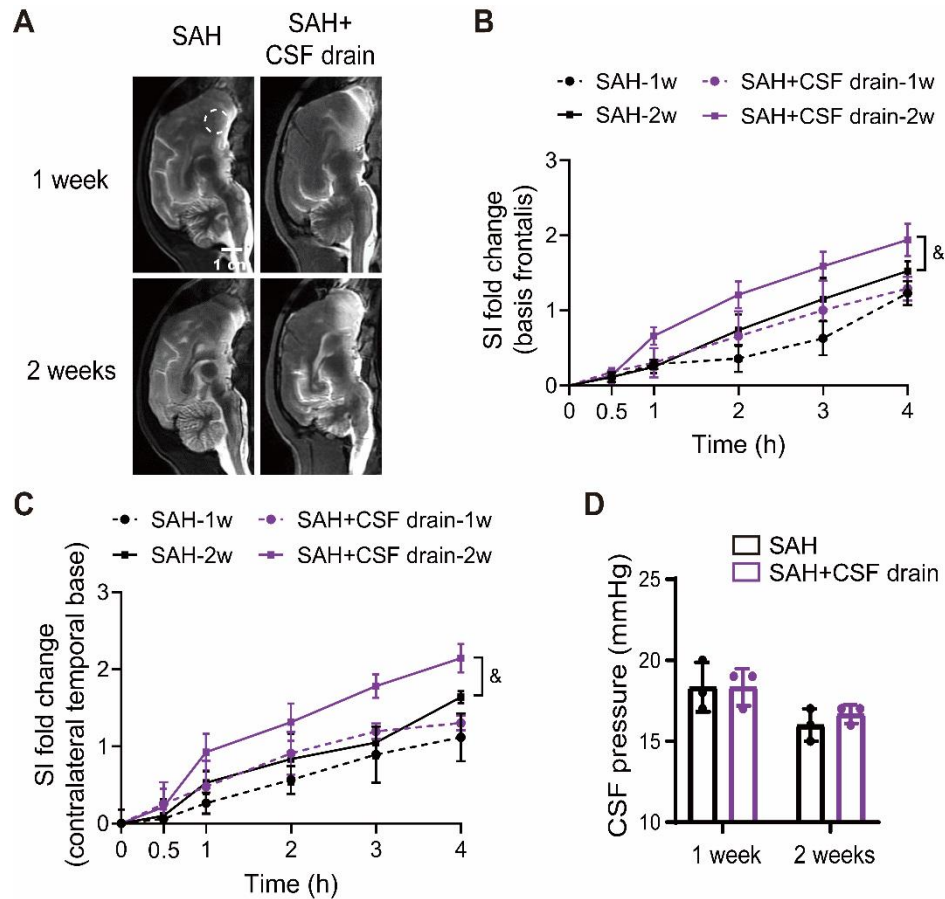 A
SAH
SAH+
CSF drain
1 week
1 cm
2 weeks
B
SAH-1w
SAH+CSF drain-1w
SAH-2w
SAH+CSF drain-2w
SI fold change
(basis frontalis)
3
2
1
0
&
0 0.5 1 2 3 4
Time (h)
C
SAH-1w
SAH+CSF drain-1w
SAH-2w
SAH+CSF drain-2w
SI fold change
(contralateral temporal base)
3
2
1
0
&
0 0.5 1 2 3 4
Time (h)
D
SAH
SAH+CSF drain
CSF pressure (mmHg)
25
20
15
10
1 week 2 weeks